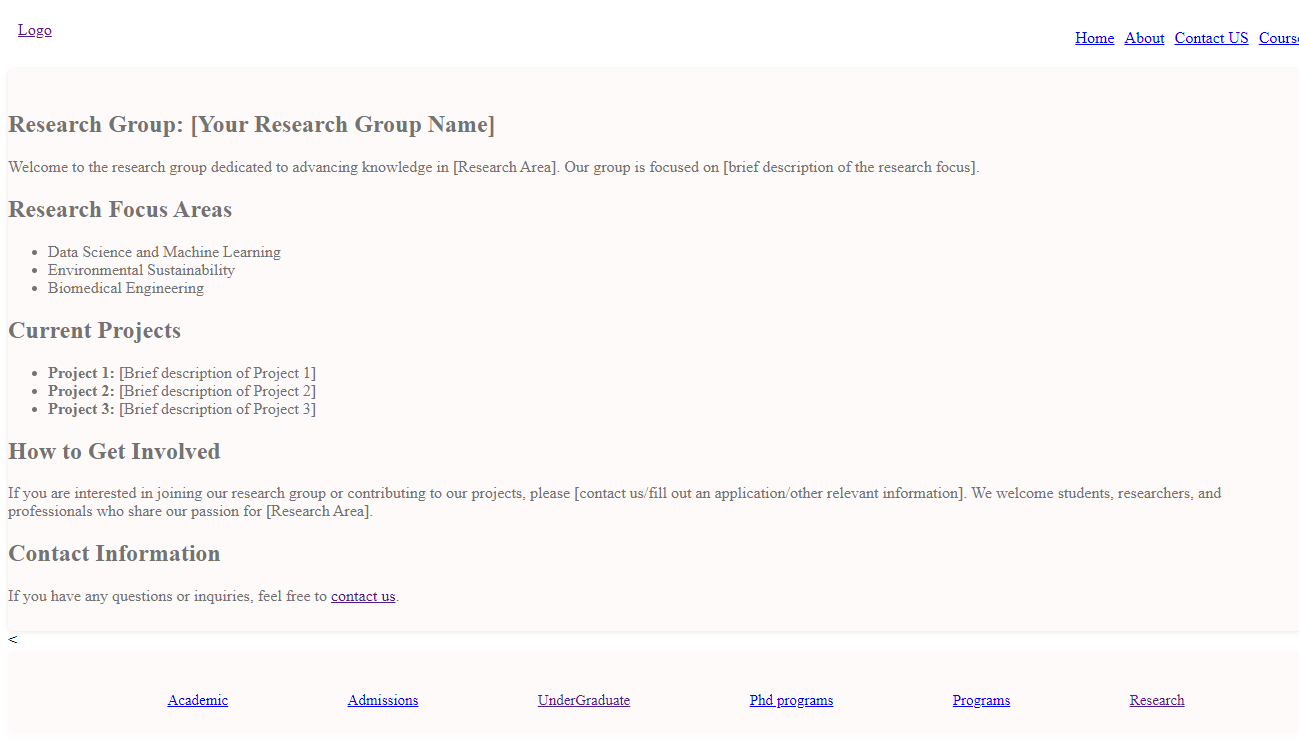 Logo
Home About Contact US Cours
Research Group: [Your Research Group Name]
Welcome to the research group dedicated to advancing knowledge in [Research Area]. Our group is focused on [brief description of the research focus].
Research Focus Areas
• Data Science and Machine Learning
• Environmental Sustainability
• Biomedical Engineering
Current Projects
• Project 1: [Brief description of Project 1]
• Project 2: [Brief description of Project 2]
• Project 3: [Brief description of Project 3]
How to Get Involved
If you are interested in joining our research group or contributing to our projects, please [contact us/fill out an application/other relevant information]. We welcome students, researchers, and
professionals who share our passion for [Research Area].
Contact Information
If you have any questions or inquiries, feel free to contact us.
<
Academic Admissions UnderGraduate Phd programs Programs Research